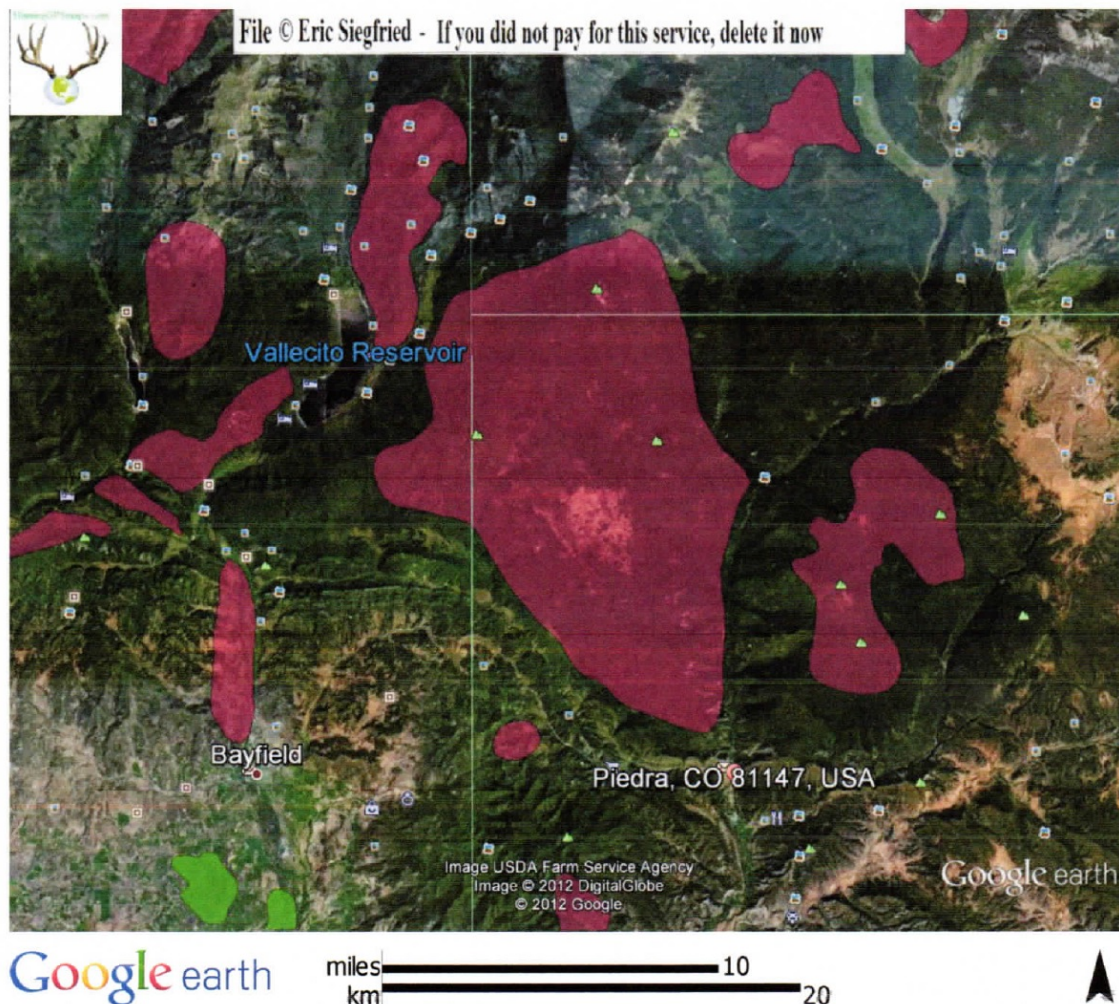 File © Eric Siegfried - If you did not pay for this service, delete it now
Vallecito Reservoir
Bayfield
Piedra, CO 81147, USA
Image USDA Farm Service Agency
Image © 2012 DigitalGlobe
© 2012 Google
Google earth
Google earth
miles
10
km
20